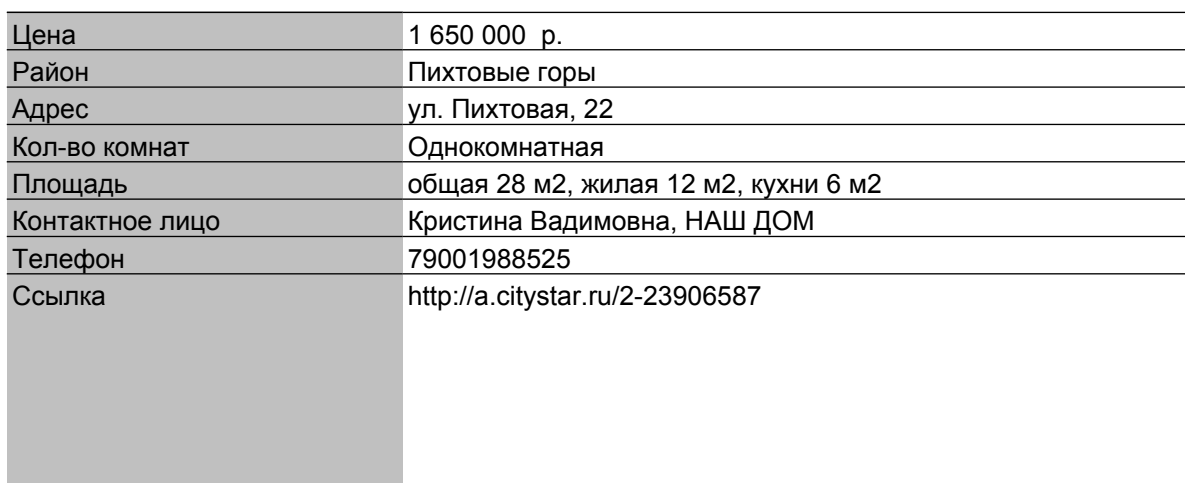 Цена 1 650 000 р.
Район Пихтовые горы
Адрес ул. Пихтовая, 22
Кол-во комнат Однокомнатная
Площадь общая 28 м2, жилая 12 м2, кухни 6 м2
Контактное лицо Кристина Вадимовна, НАШ ДОМ
Телефон 79001988525
Ссылка http://a.citystar.ru/2-23906587